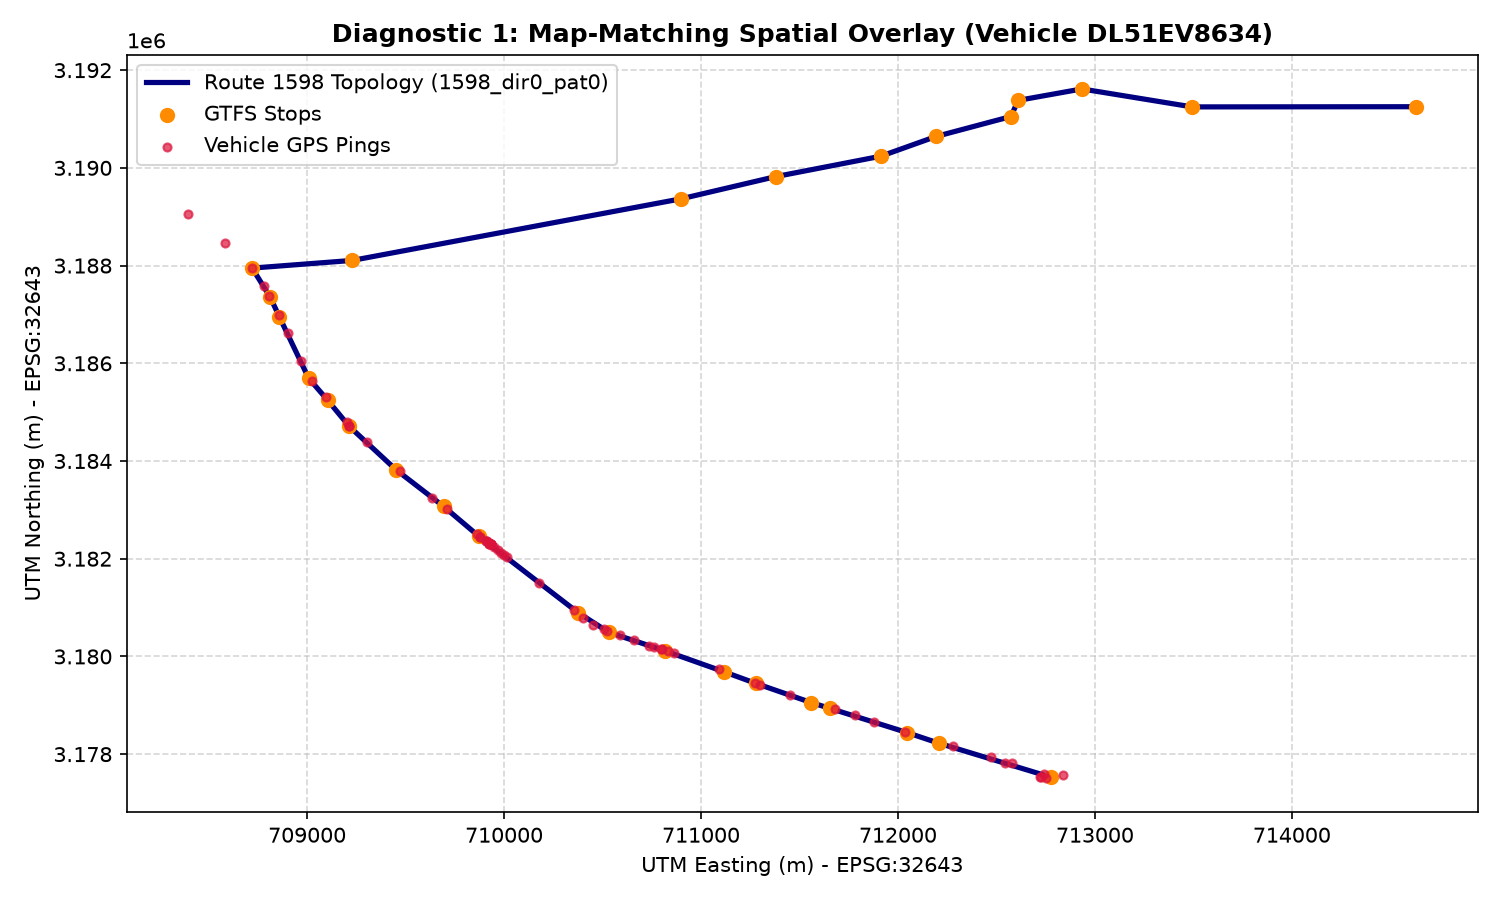 Diagnostic 1: Map-Matching Spatial Overlay (Vehicle DL51EV8634)
1e6
Route 1598 Topology (1598_dir0_pat0)
GTFS Stops
Vehicle GPS Pings
3.192
3.190
3.188
3.186
3.184
3.182
3.180
3.178
UTM Northing (m) - EPSG:32643
709000 710000 711000 712000 713000 714000
UTM Easting (m) - EPSG:32643